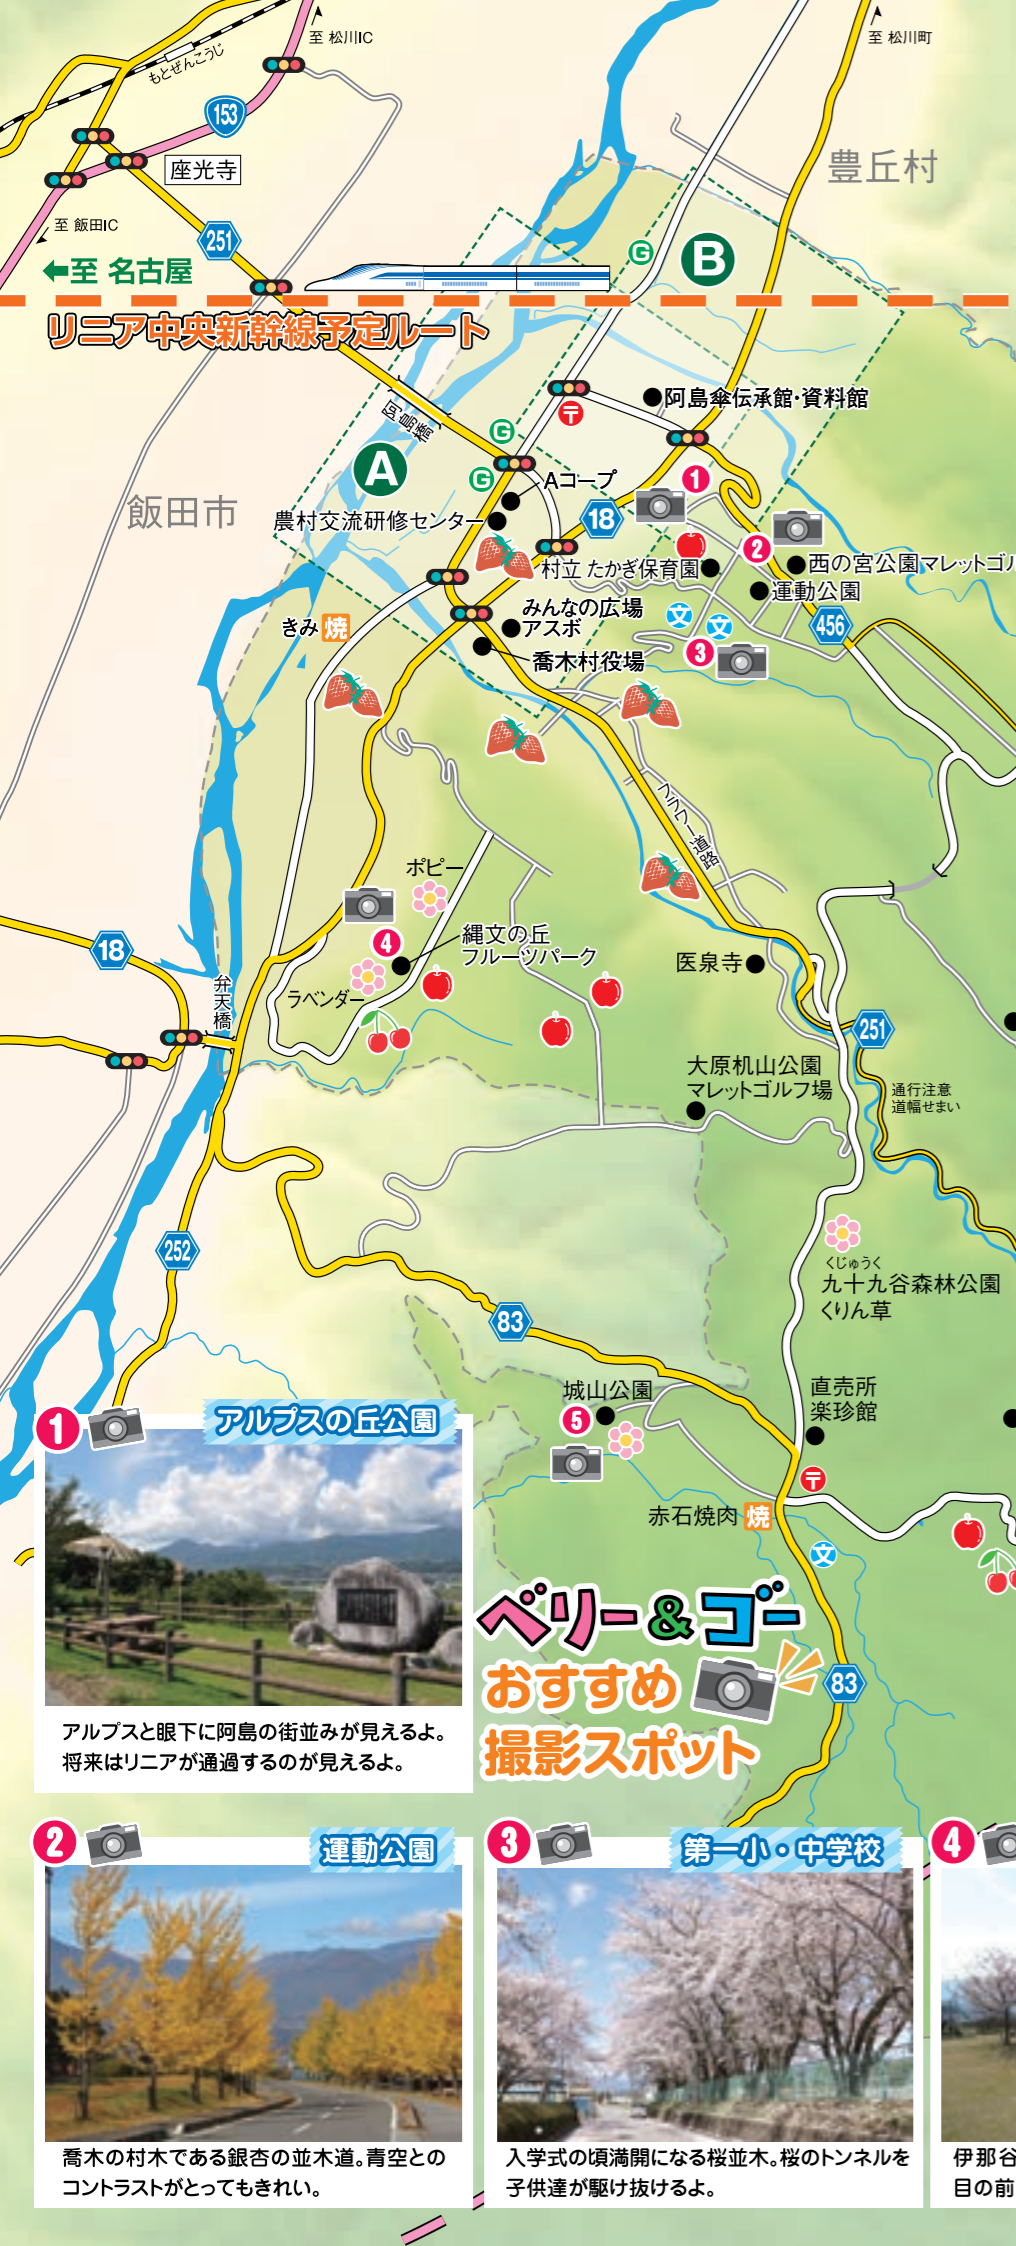 至 松川IC
至 松川町
もとぜんこうじ
153
座光寺
豊丘村
至 飯田IC
251
至 名古屋
G
B
リニア中央新幹線予定ルート
阿島傘伝承館・資料館
〒
阿島橋
G
A
G
Aコープ
1
飯田市
農村交流研修センター
18
2
西の宮公園マレットゴル
村立 たかぎ保育園
運動公園
きみ 焼
みんなの広場
アスボ
文
文
456
喬木村役場
3
フラワー道路
ポピー
4
縄文の丘
フルーツパーク
18
医泉寺
弁天橋
ラベンダー
251
大原机山公園
マレットゴルフ場
通行注意
道幅せまい
252
くじゅうく
九十九谷森林公園
くりん草
83
城山公園
5
直売所
楽珍館
〒
赤石焼肉 焼
文
83
1
アルプスの丘公園
アルプスと眼下に阿島の街並みが見えるよ。
将来はリニアが通過するのが見えるよ。
ベリー&ゴー
おすすめ
撮影スポット
2
運動公園
喬木の村木である銀杏の並木道。青空との
コントラストがとってもきれい。
3
第一小・中学校
入学式の頃満開になる桜並木。桜のトンネルを
子供達が駆け抜けるよ。
4
伊那谷
目の前